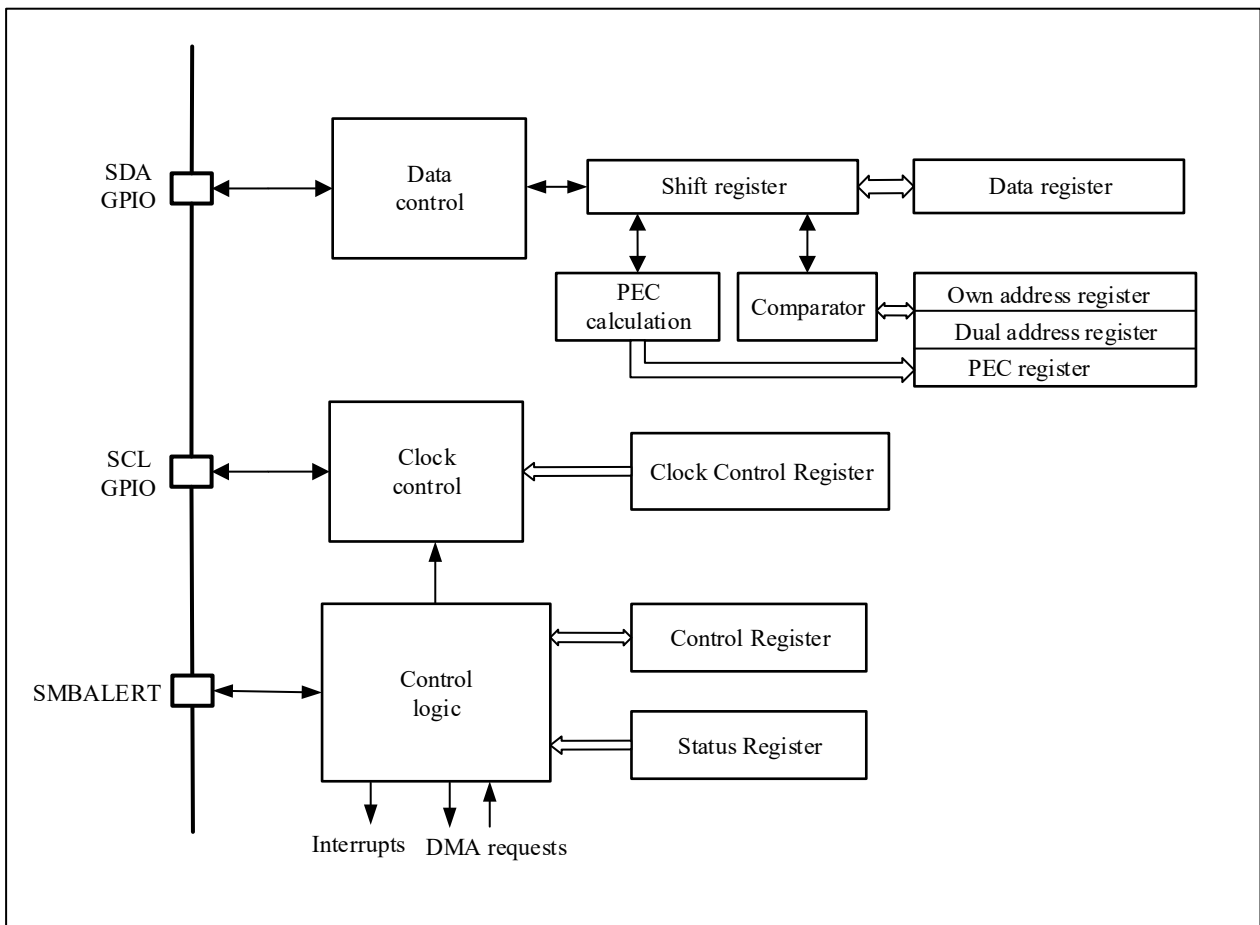 SDA
GPIO
Data
control
Shift register
Data register
PEC
calculation
Comparator
Own address register
Dual address register
PEC register
SCL
GPIO
Clock
control
Clock Control Register
SMBALERT
Control
logic
Control Register
Status Register
Interrupts
DMA requests